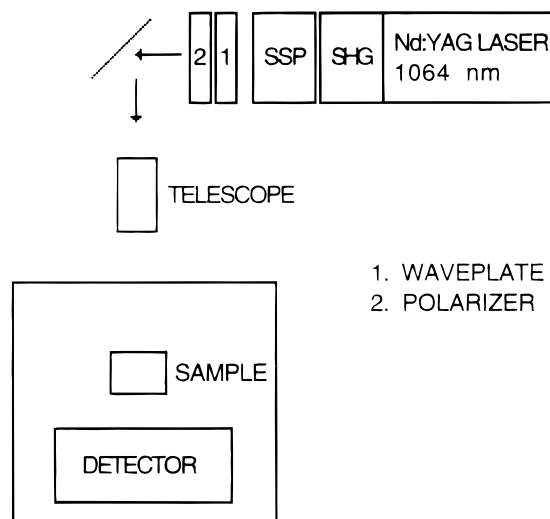 2 1 SSP SHG Nd:YAG LASER
1064 nm
TELESCOPE
1. WAVEPLATE
2. POLARIZER
SAMPLE
DETECTOR